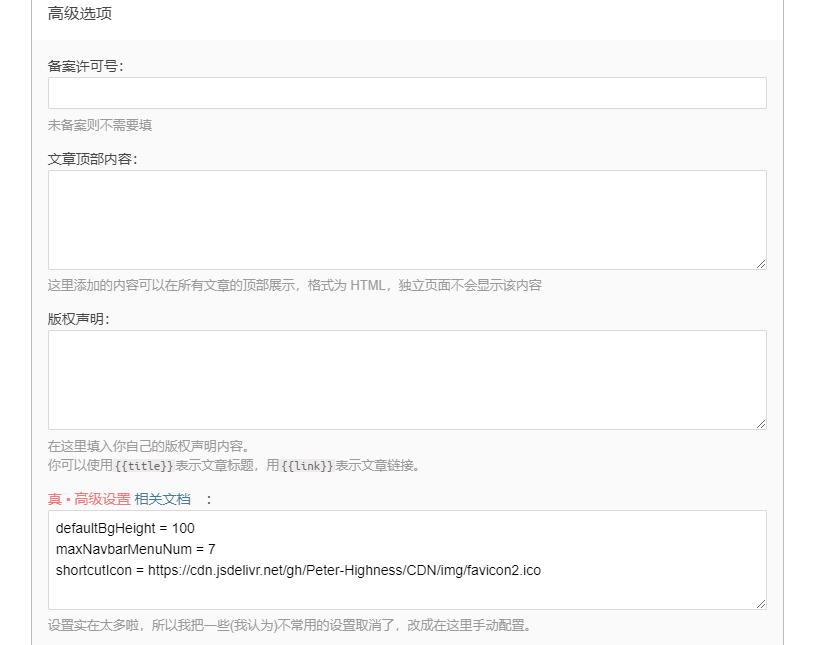 高级选项
备案许可号:
未备案则不需要填
文章顶部内容:
这里添加的内容可以在所有文章的顶部展示，格式为 HTML，独立页面不会显示该内容
版权声明:
在这里填入你自己的版权声明内容。
你可以使用{{title}}表示文章标题，用{{link}}表示文章链接。
真·高级设置 相关文档 :
defaultBgHeight = 100
maxNavbarMenuNum = 7
shortcutIcon = https://cdn.jsdelivr.net/gh/Peter-Highness/CDN/img/favicon2.ico
设置实在太多啦，所以我把一些(我认为)不常用的设置取消了，改成在这里手动配置。